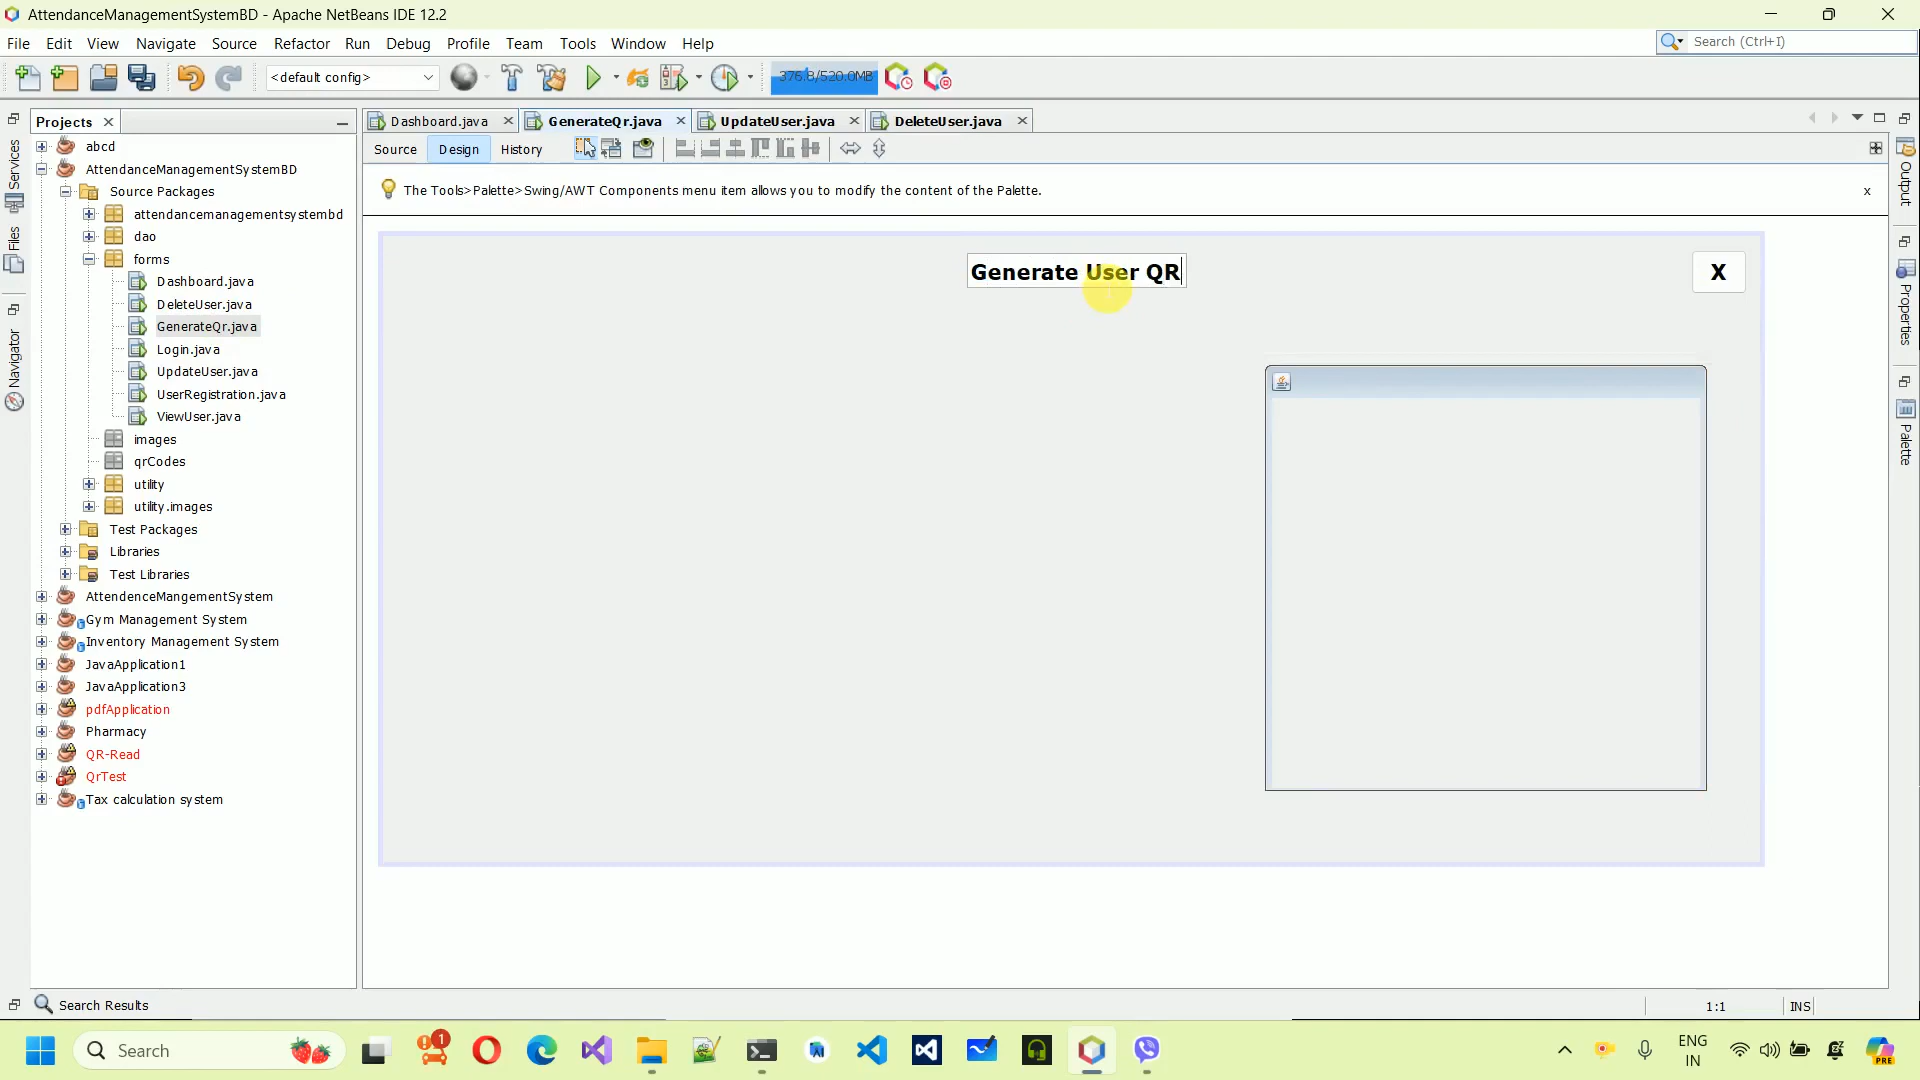 AttendanceManagementSystemBD - Apache NetBeans IDE 12.2
File Edit View Navigate Source Refactor Run Debug Profile Team Tools Window Help
Search (Ctrl+I)
<default config>
376.8/520.0MB
Projects
Dashboard.java
GenerateQr.java
UpdateUser.java
DeleteUser.java
Source Design History
The Tools>Palette>Swing/AWT Components menu item allows you to modify the content of the Palette.
x
Services
Files
Navigator
abcd
AttendanceManagementSystemBD
Source Packages
attendancemanagementsystembd
dao
forms
Dashboard.java
DeleteUser.java
GenerateQr.java
Login.java
UpdateUser.java
UserRegistration.java
ViewUser.java
images
qrCodes
utility
utility.images
Test Packages
Libraries
Test Libraries
AttendenceMangementSystem
Gym Management System
Inventory Management System
JavaApplication1
JavaApplication3
pdfApplication
Pharmacy
QR-Read
QrTest
Tax calculation system
Generate User QR
X
Output
Properties
Palette
Search Results
1:1
INS
Search
1
ENG
IN
PRE